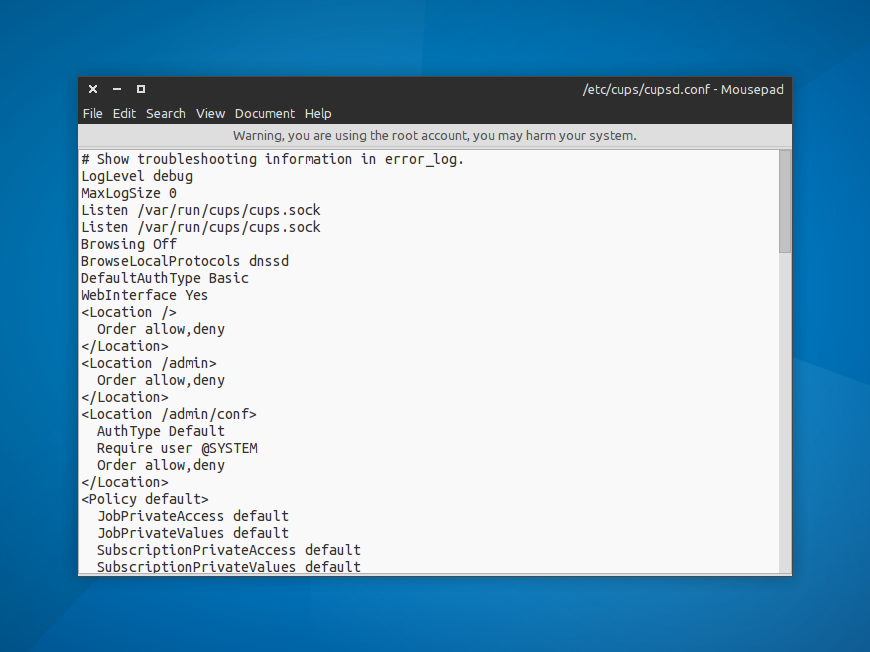 /etc/cups/cupsd.conf - Mousepad
File Edit Search View Document Help
Warning, you are using the root account, you may harm your system.
# Show troubleshooting information in error_log.
LogLevel debug
MaxLogSize 0
Listen /var/run/cups/cups.sock
Listen /var/run/cups/cups.sock
Browsing Off
BrowseLocalProtocols dnssd
DefaultAuthType Basic
WebInterface Yes
<Location />
  Order allow,deny
</Location>
<Location /admin>
  Order allow,deny
</Location>
<Location /admin/conf>
  AuthType Default
  Require user @SYSTEM
  Order allow,deny
</Location>
<Policy default>
  JobPrivateAccess default
  JobPrivateValues default
  SubscriptionPrivateAccess default
  SubscriptionPrivateValues default